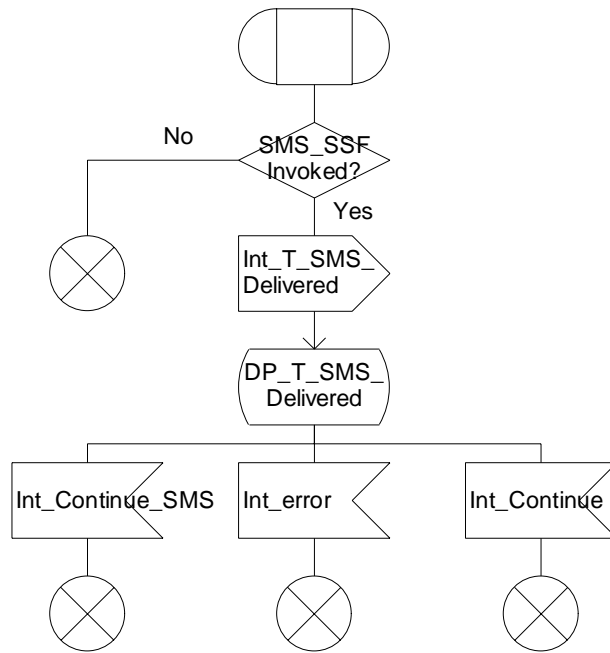 No
SMS_SSF
Invoked?
Yes
Int_T_SMS_
Delivered
DP_T_SMS_
Delivered
Int_Continue_SMS
Int_error
Int_Continue